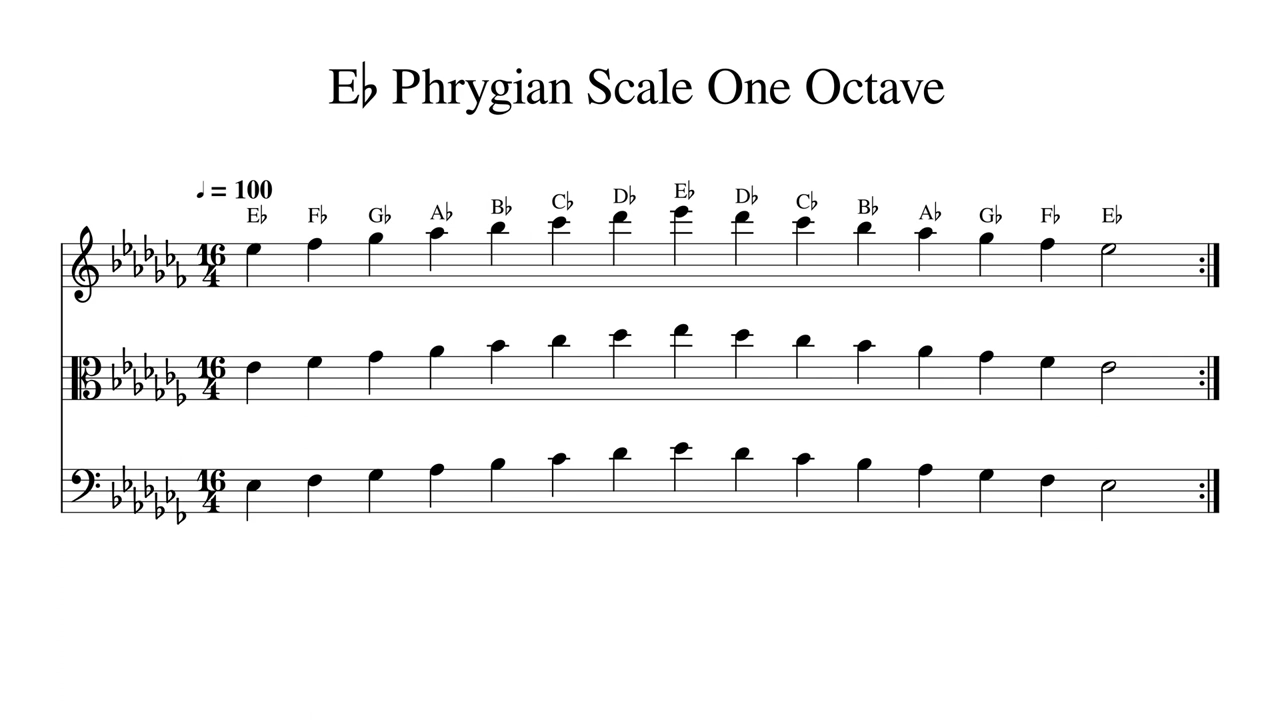 E♭ Phrygian Scale One Octave
♩ = 100
E♭ F♭ G♭ A♭ B♭ C♭ D♭ E♭ D♭ C♭ B♭ A♭ G♭ F♭ E♭
16
4
16
4
16
4